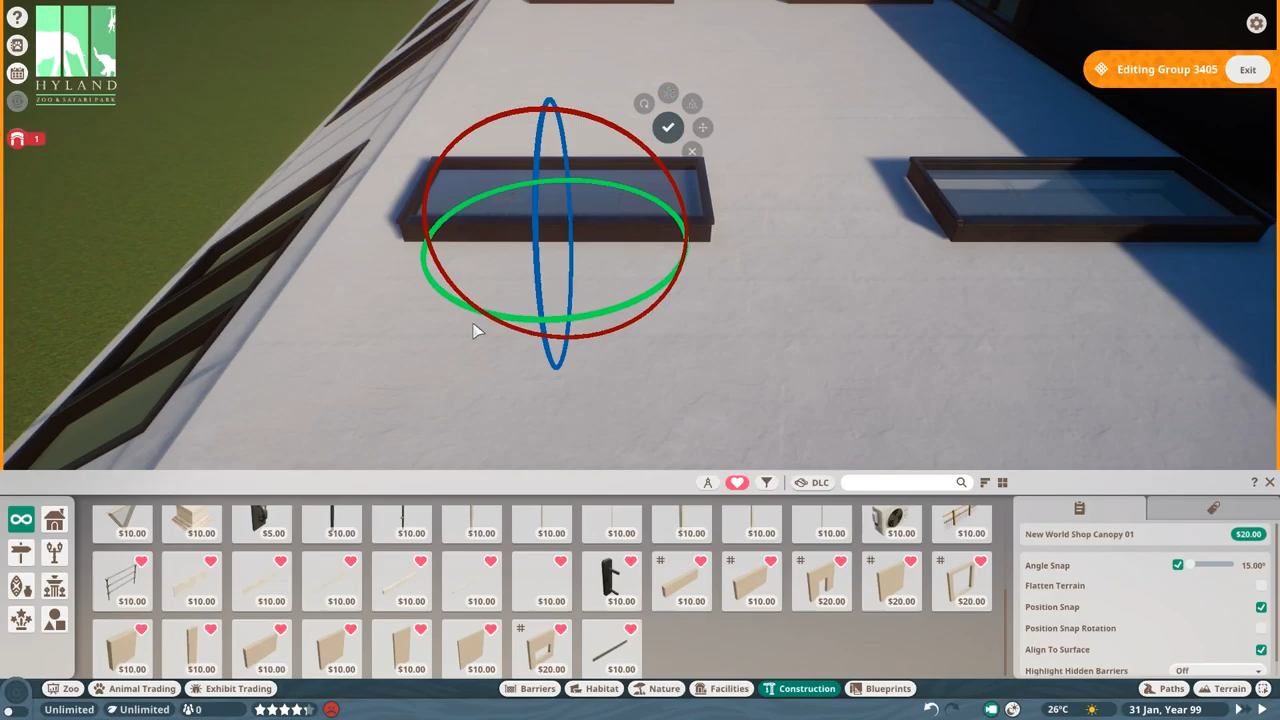 ?
HYLAND
ZOO & SAFARI PARK
1
Editing Group 3405
Exit
DLC
?
$10.00 $10.00 $5.00 $10.00 $10.00 $10.00 $10.00 $10.00 $10.00 $10.00 $10.00 $10.00 $10.00
$10.00 $10.00 $10.00 $10.00 $10.00 $10.00 $10.00 $10.00 # $10.00 # $10.00 # $20.00 # $20.00 # $20.00
$10.00 $10.00 $10.00 $10.00 $10.00 $10.00 # $20.00 $10.00
New World Shop Canopy 01 $20.00
Angle Snap 15.00°
Flatten Terrain
Position Snap
Position Snap Rotation
Align To Surface
Highlight Hidden Barriers Off
Zoo Animal Trading Exhibit Trading Barriers Habitat Nature Facilities Construction Blueprints Paths Terrain
Unlimited Unlimited 0 26°C 31 Jan, Year 99